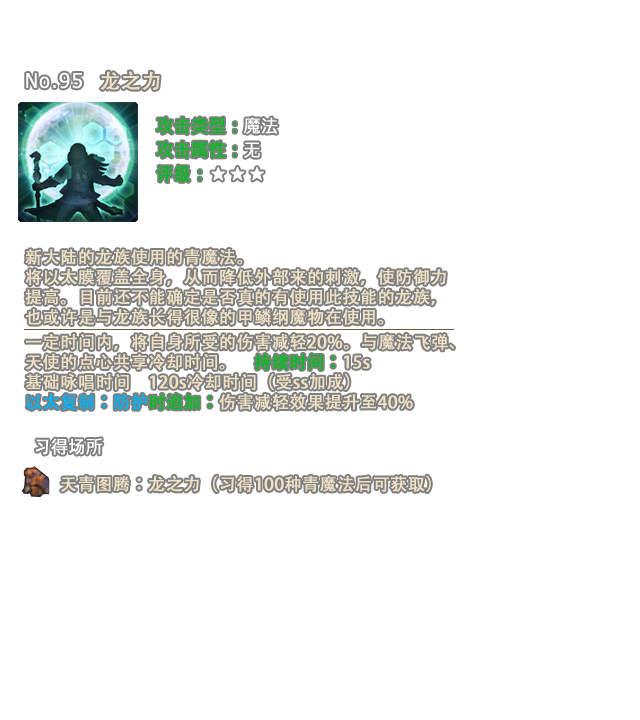 No.95 龙之力
攻击类型：魔法
攻击属性：无
评级：☆☆☆
新大陆的龙族使用的青魔法。
将以太膜覆盖全身，从而降低外部来的刺激，使防御力
提高。目前还不能确定是否真的有使用此技能的龙族，
也或许是与龙族长得很像的甲鳞纲魔物在使用。
一定时间内，将自身所受的伤害减轻20%。与魔法飞弹、
天使的点心共享冷却时间。 持续时间：15s
基础咏唱时间 120s冷却时间（受ss加成）
以太复制：防护时追加：伤害减轻效果提升至40%
习得场所
天青图腾：龙之力（习得100种青魔法后可获取）